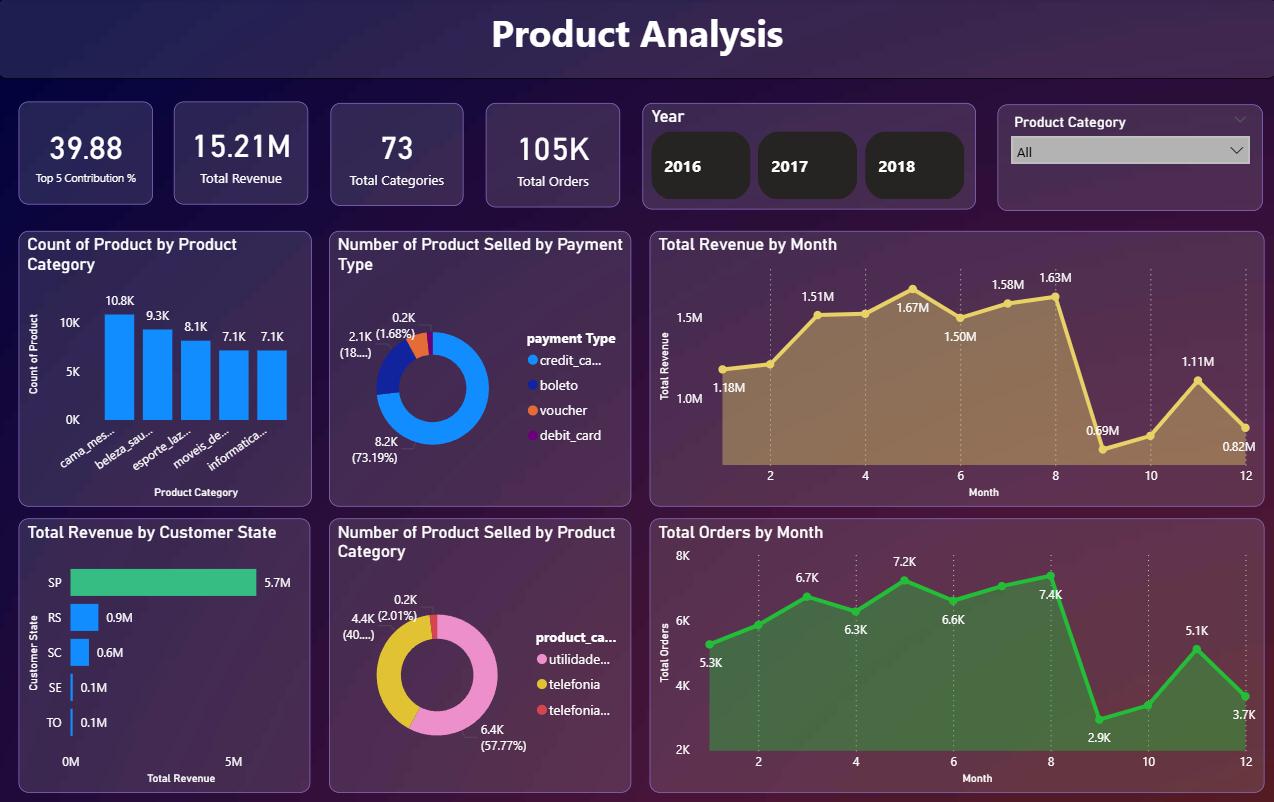 Product Analysis
39.88
Top 5 Contribution %
15.21M
Total Revenue
73
Total Categories
105K
Total Orders
Year
2016
2017
2018
Product Category
All
Count of Product by Product
Category
Count of Product
10K
5K
0K
10.8K
9.3K
8.1K
7.1K
7.1K
cama_mes...
beleza_sau...
esporte_laz...
moveis_de...
informatica...
Product Category
Number of Product Selled by Payment
Type
0.2K
(1.68%)
2.1K
(18....)
8.2K
(73.19%)
payment Type
credit_ca...
boleto
voucher
debit_card
Total Revenue by Month
Total Revenue
1.5M
1.0M
1.18M
1.51M
1.67M
1.50M
1.58M
1.63M
0.69M
1.11M
0.82M
2
4
6
8
10
12
Month
Total Revenue by Customer State
Customer State
SP
5.7M
RS
0.9M
SC
0.6M
SE
0.1M
TO
0.1M
0M
5M
Total Revenue
Number of Product Selled by Product
Category
0.2K
(2.01%)
4.4K
(40....)
6.4K
(57.77%)
product_ca...
utilidade...
telefonia
telefonia...
Total Orders by Month
Total Orders
8K
6K
4K
2K
5.3K
6.7K
6.3K
7.2K
6.6K
7.4K
2.9K
5.1K
3.7K
2
4
6
8
10
12
Month